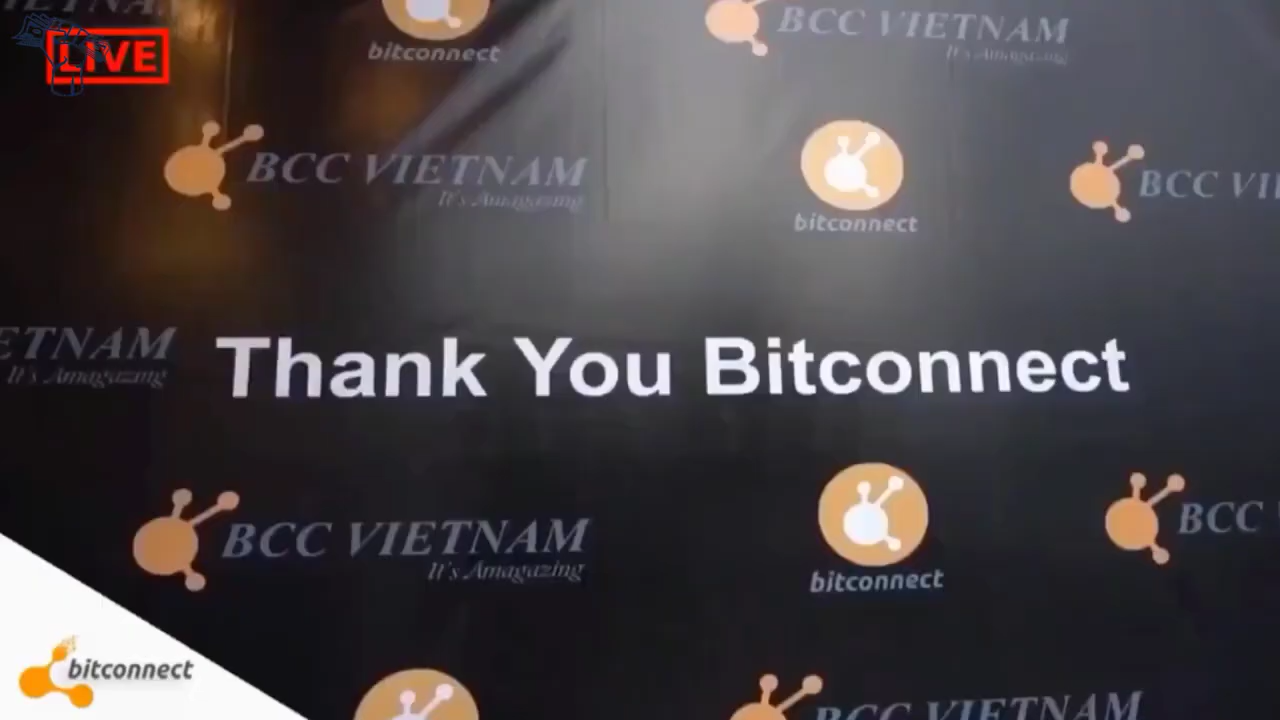 LIVE
bitconnect
BCC VIETNAM
It's Amagazing
BCC VIETNAM
It's Amagazing
bitconnect
BCC VI
ETNAM
It's Amagazing
Thank You Bitconnect
BCC VIETNAM
It's Amagazing
bitconnect
BCC
bitconnect
BCC VIETNAM